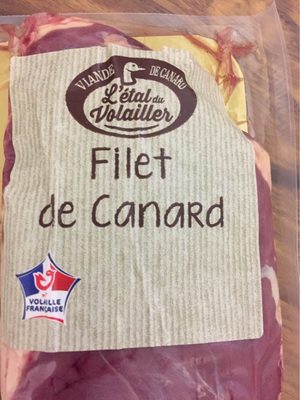 VIANDE DE CANARD
L'étal du
Volailler
Filet
de Canard
VOLAILLE
FRANÇAISE